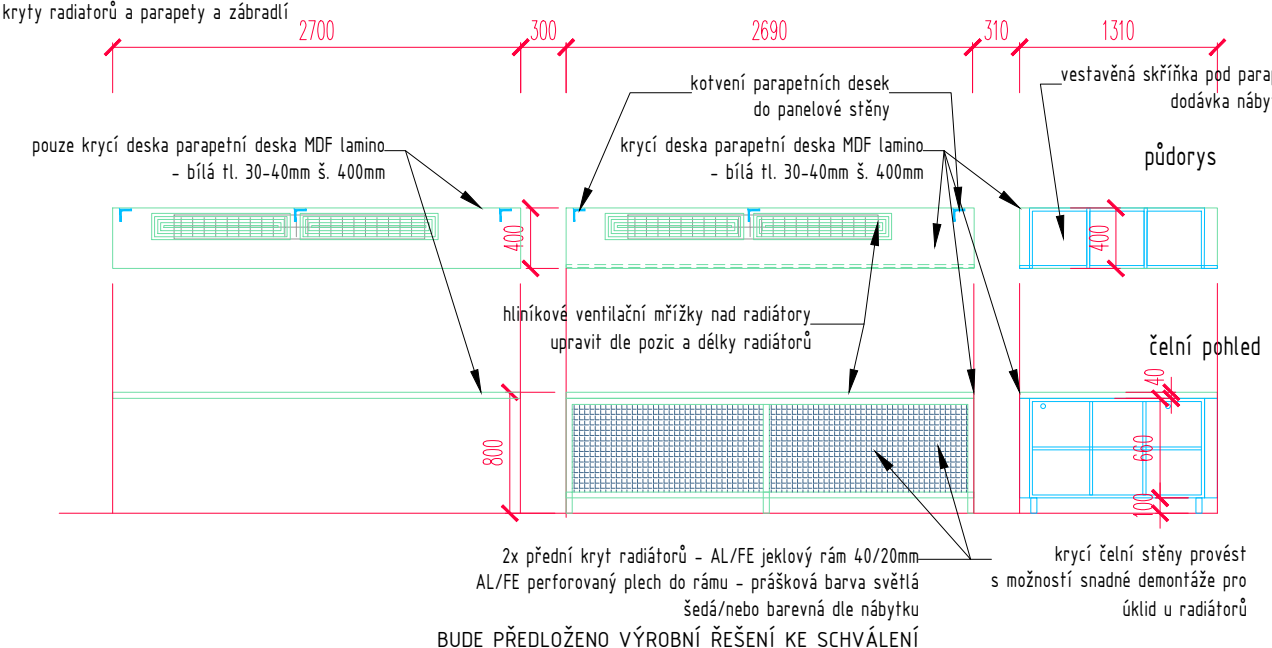 kryty radiatorů a parapety a zábradlí
2700
300
2690
310
1310
kotvení parapetních desek
do panelové stěny
vestavěná skříňka pod
dodávka
pouze krycí deska parapetní deska MDF lamino
- bílá tl. 30-40mm š. 400mm
krycí deska parapetní deska MDF lamino
- bílá tl. 30-40mm š. 400mm
půdorys
400
400
hliníkové ventilační mřížky nad radiátory
upravit dle pozic a délky radiátorů
čelní pohled
40
800
660
100
2x přední kryt radiátorů - AL/FE jeklový rám 40/20mm
AL/FE perforovaný plech do rámu - prášková barva světlá
šedá/nebo barevná dle nábytku
krycí čelní stěny provést
s možností snadné demontáže pro
úklid u radiátorů
BUDE PŘEDLOŽENO VÝROBNÍ ŘEŠENÍ KE SCHVÁLENÍ